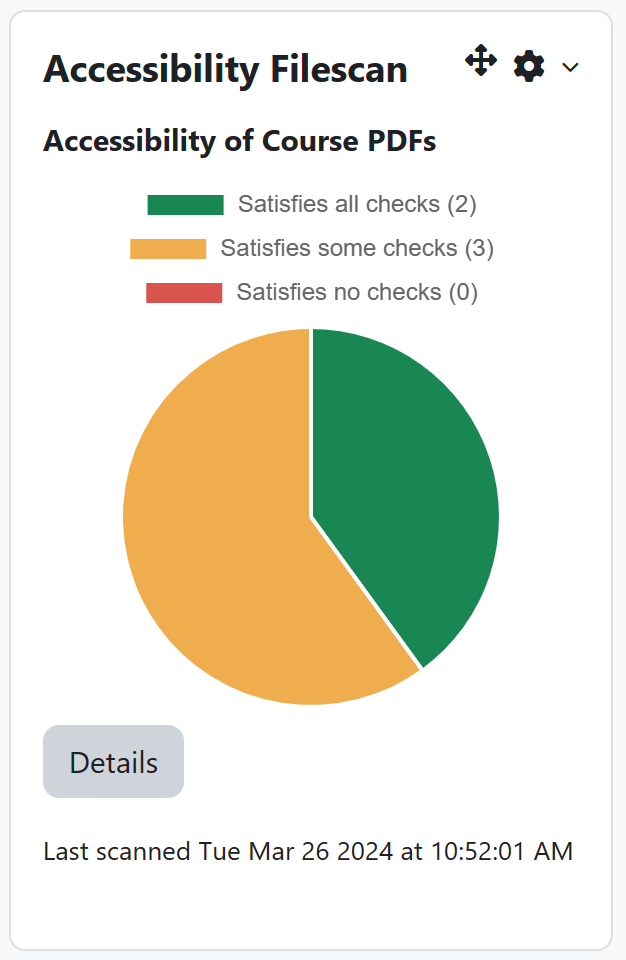 Accessibility Filescan
Accessibility of Course PDFs
Satisfies all checks (2)
Satisfies some checks (3)
Satisfies no checks (0)
Details
Last scanned Tue Mar 26 2024 at 10:52:01 AM